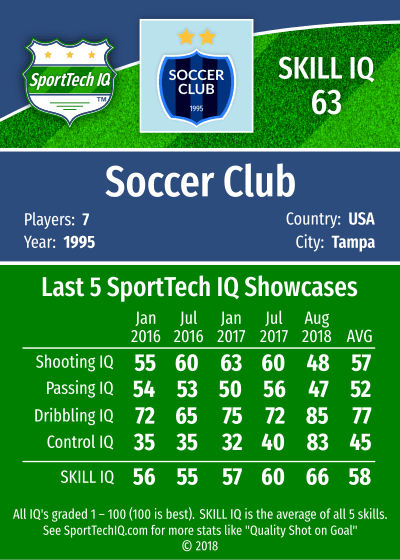 SportTech IQ
TM
SOCCER
CLUB
1995
SKILL IQ
63
Soccer Club
Players: 7
Country: USA
Year: 1995
City: Tampa
Last 5 SportTech IQ Showcases
Jan Jul Jan Jul Aug
2016 2016 2017 2017 2018 AVG
Shooting IQ 55 60 63 60 48 57
Passing IQ 54 53 50 56 47 52
Dribbling IQ 72 65 75 72 85 77
Control IQ 35 35 32 40 83 45
SKILL IQ 56 55 57 60 66 58
All IQ's graded 1 – 100 (100 is best). SKILL IQ is the average of all 5 skills.
See SportTechIQ.com for more stats like "Quality Shot on Goal"
© 2018